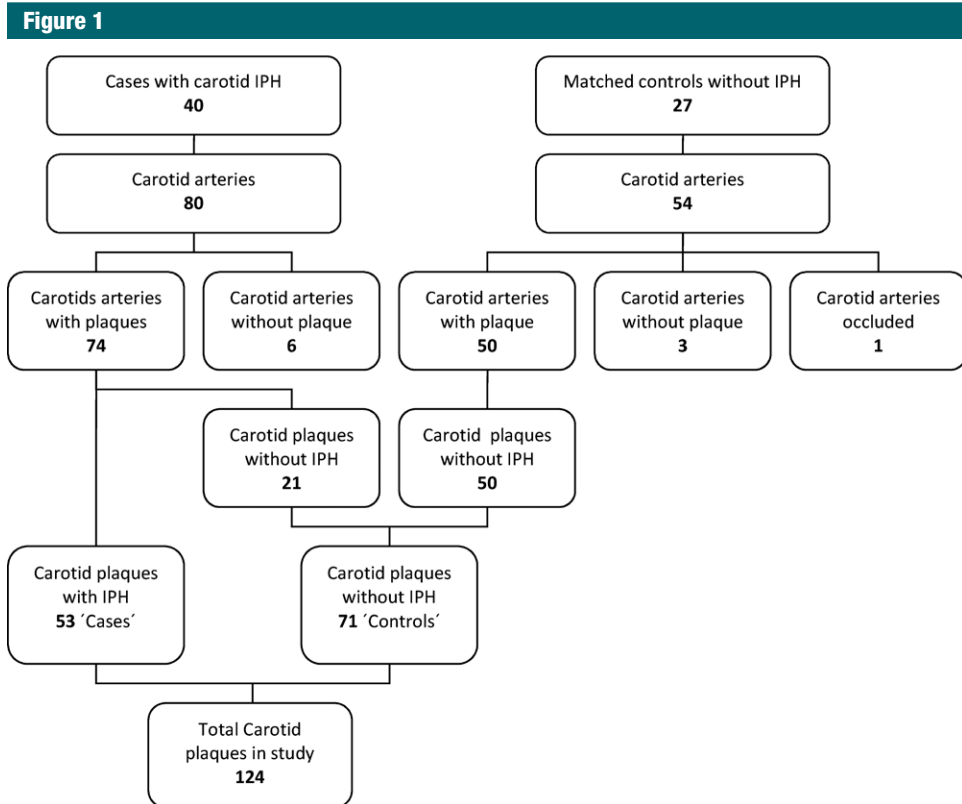 Figure 1
Cases with carotid IPH
40
Matched controls without IPH
27
Carotid arteries
80
Carotid arteries
54
Carotids arteries
with plaques
74
Carotid arteries
without plaque
6
Carotid arteries
with plaque
50
Carotid arteries
without plaque
3
Carotid arteries
occluded
1
Carotid plaques
without IPH
21
Carotid plaques
without IPH
50
Carotid plaques
with IPH
53 ´Cases´
Carotid plaques
without IPH
71 ´Controls´
Total Carotid
plaques in study
124